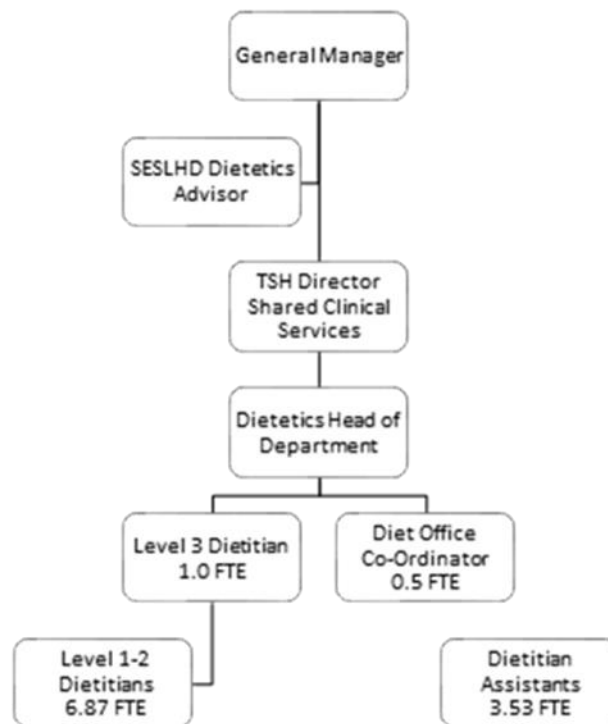 General Manager
SESLHD Dietetics
Advisor
TSH Director
Shared Clinical
Services
Dietetics Head of
Department
Level 3 Dietitian
1.0 FTE
Diet Office
Co-Ordinator
0.5 FTE
Level 1-2
Dietitians
6.87 FTE
Dietitian
Assistants
3.53 FTE